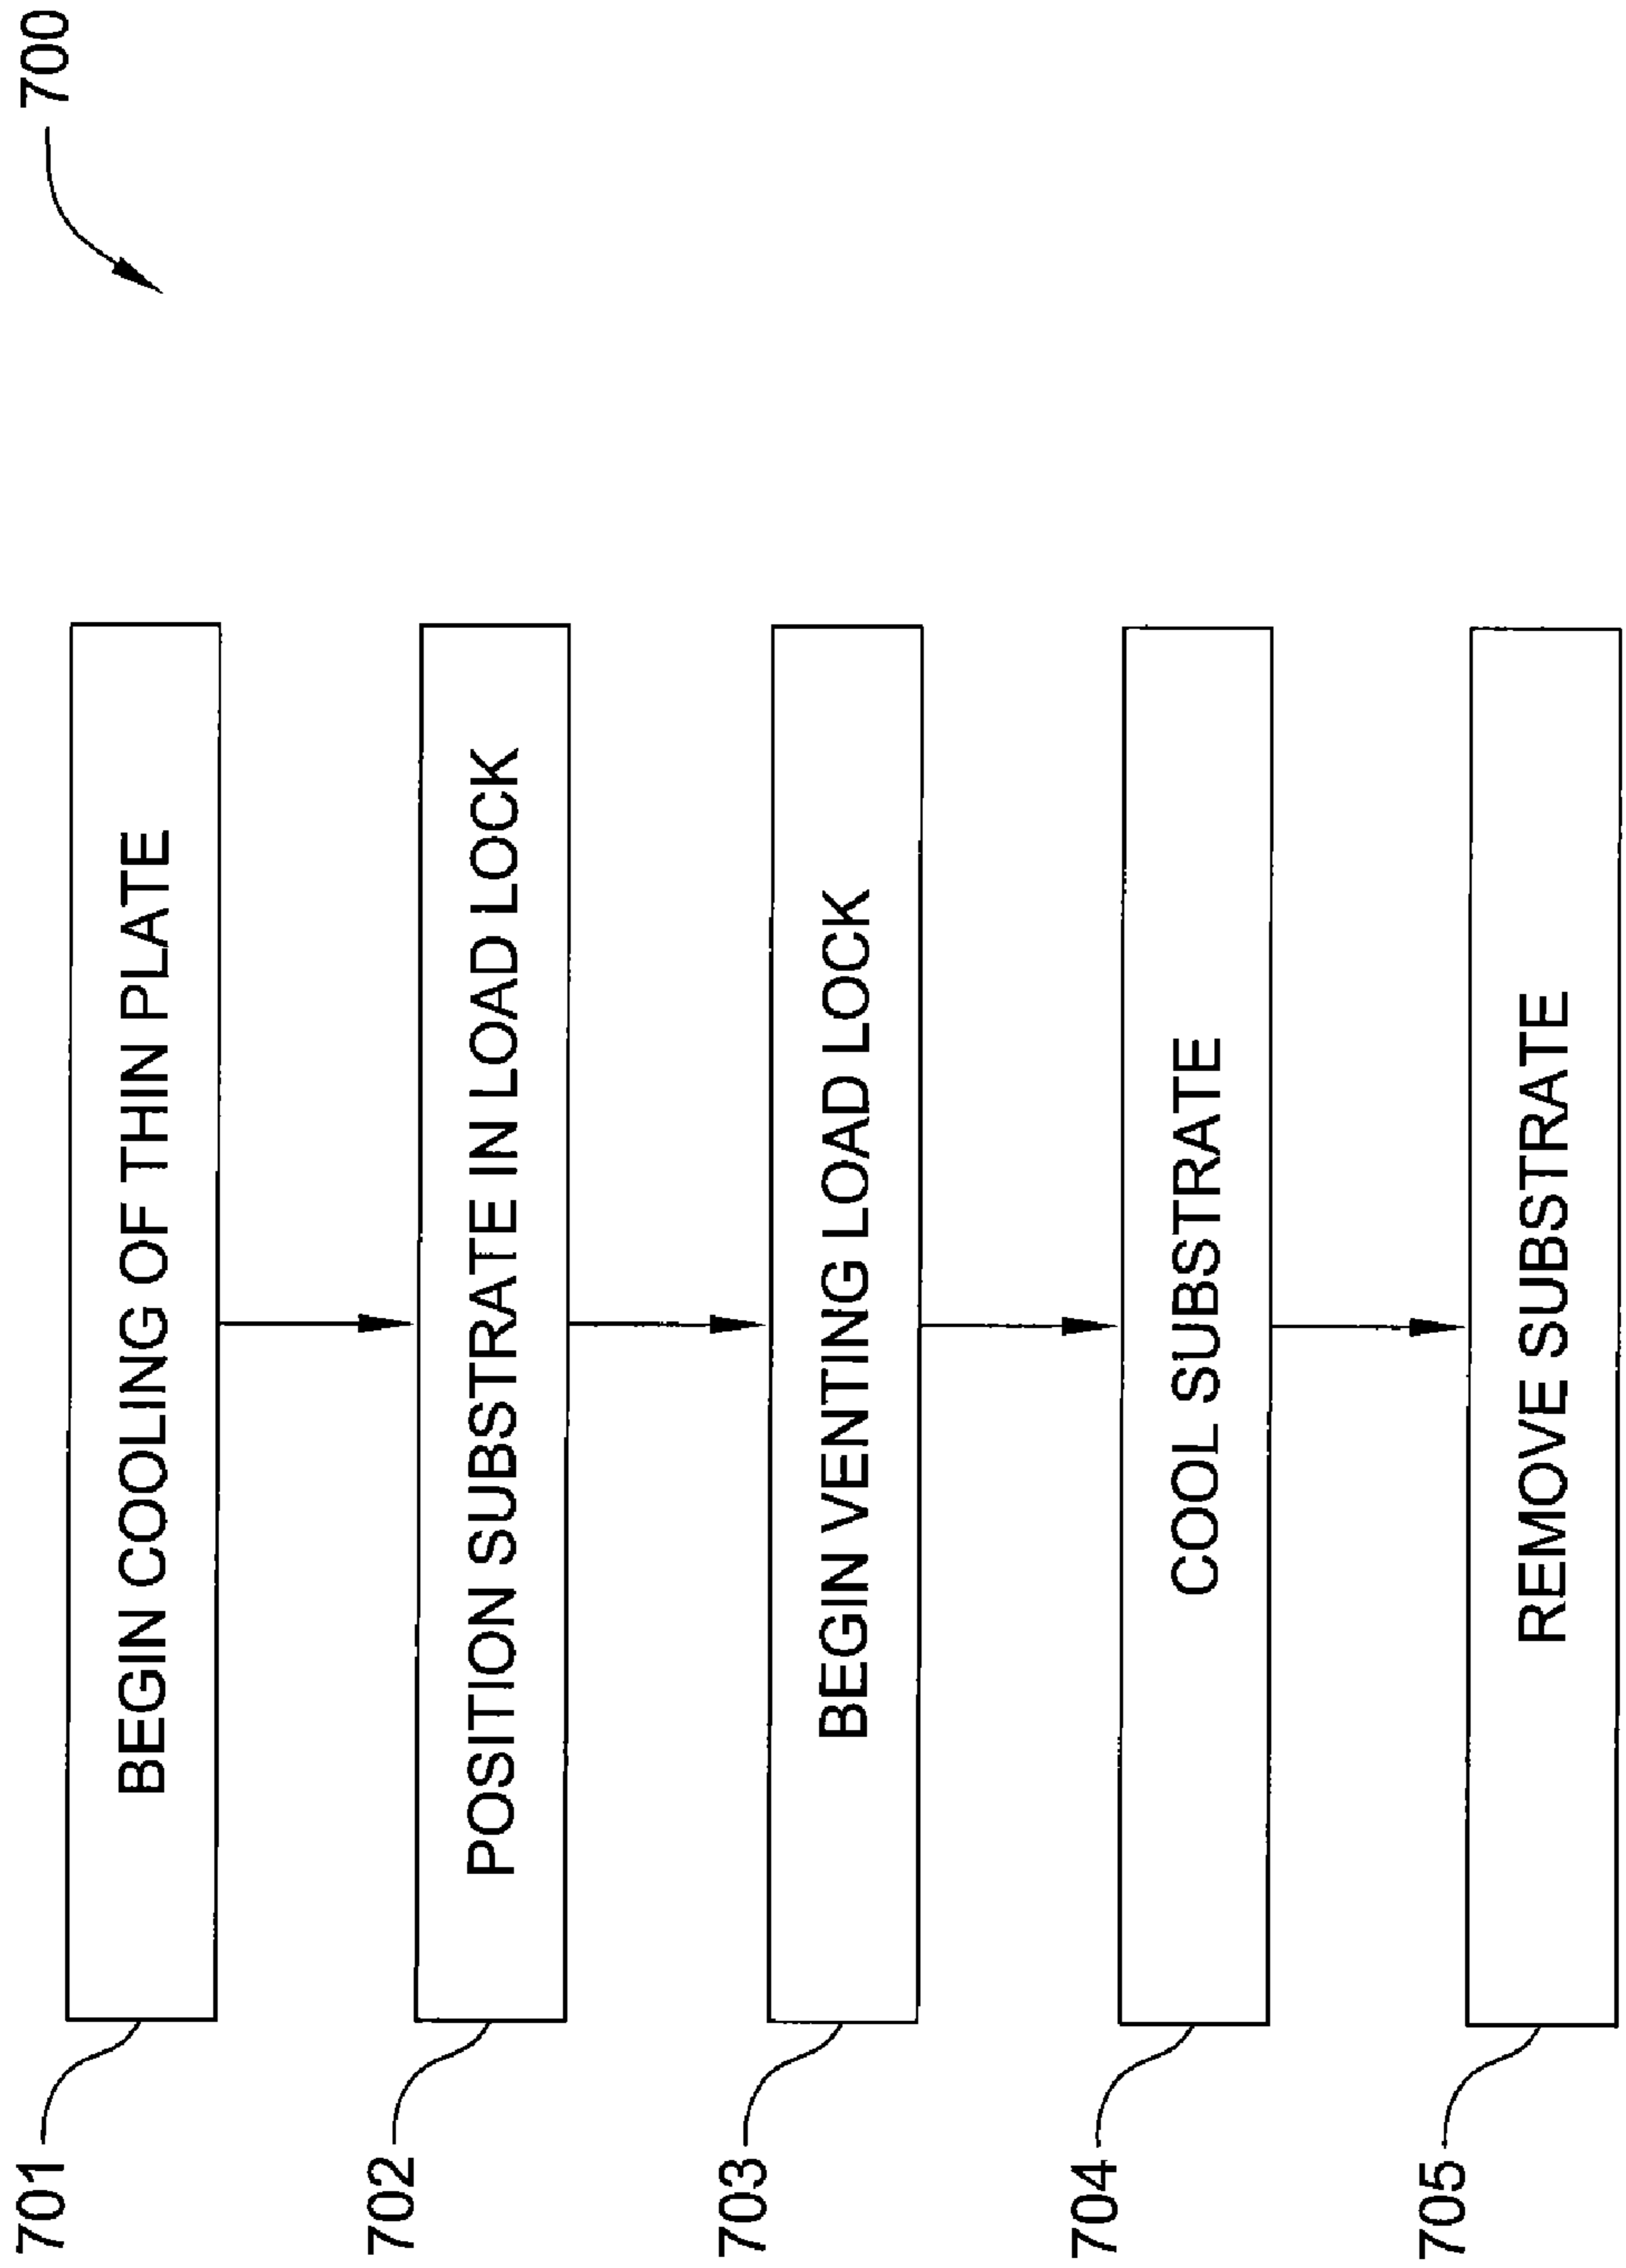 700
701
BEGIN COOLING OF THIN PLATE
702
POSITION SUBSTRATE IN LOAD LOCK
703
BEGIN VENTING LOAD LOCK
704
COOL SUBSTRATE
705
REMOVE SUBSTRATE